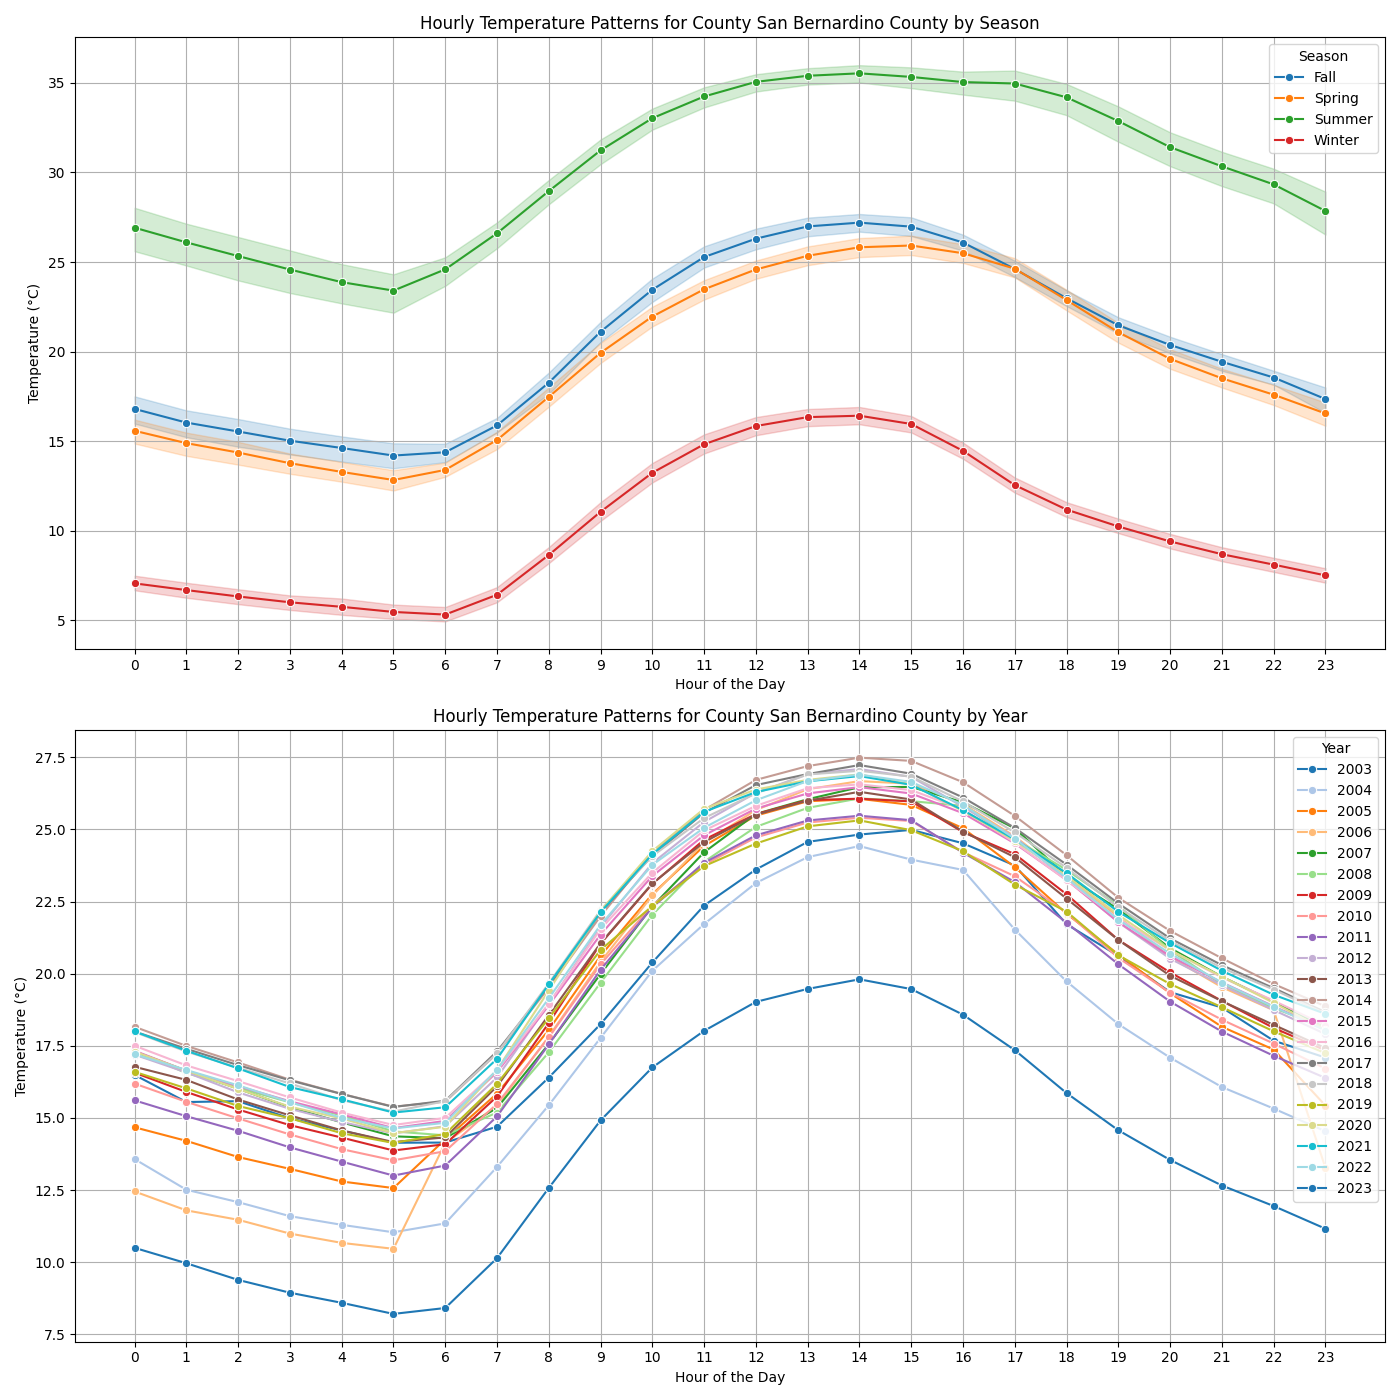 Hourly Temperature Patterns for County San Bernardino County by Season
Season
Fall
Spring
Summer
Winter
Temperature (°C)
35
30
25
20
15
10
5
0 1 2 3 4 5 6 7 8 9 10 11 12 13 14 15 16 17 18 19 20 21 22 23
Hour of the Day
Hourly Temperature Patterns for County San Bernardino County by Year
Year
2003
2004
2005
2006
2007
2008
2009
2010
2011
2012
2013
2014
2015
2016
2017
2018
2019
2020
2021
2022
2023
Temperature (°C)
27.5
25.0
22.5
20.0
17.5
15.0
12.5
10.0
7.5
0 1 2 3 4 5 6 7 8 9 10 11 12 13 14 15 16 17 18 19 20 21 22 23
Hour of the Day